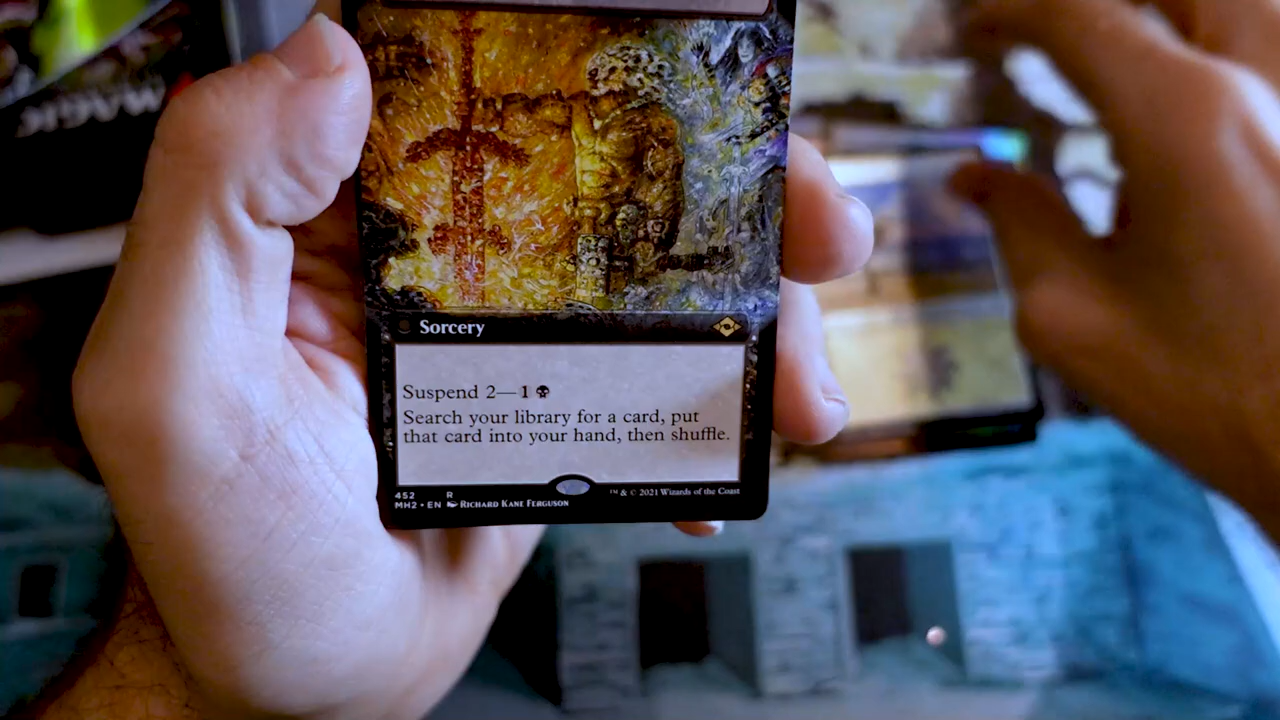 MAGIC
Sorcery
Suspend 2—1
Search your library for a card, put
that card into your hand, then shuffle.
452 R
MH2 • EN RICHARD KANE FERGUSON
™ & © 2021 Wizards of the Coast